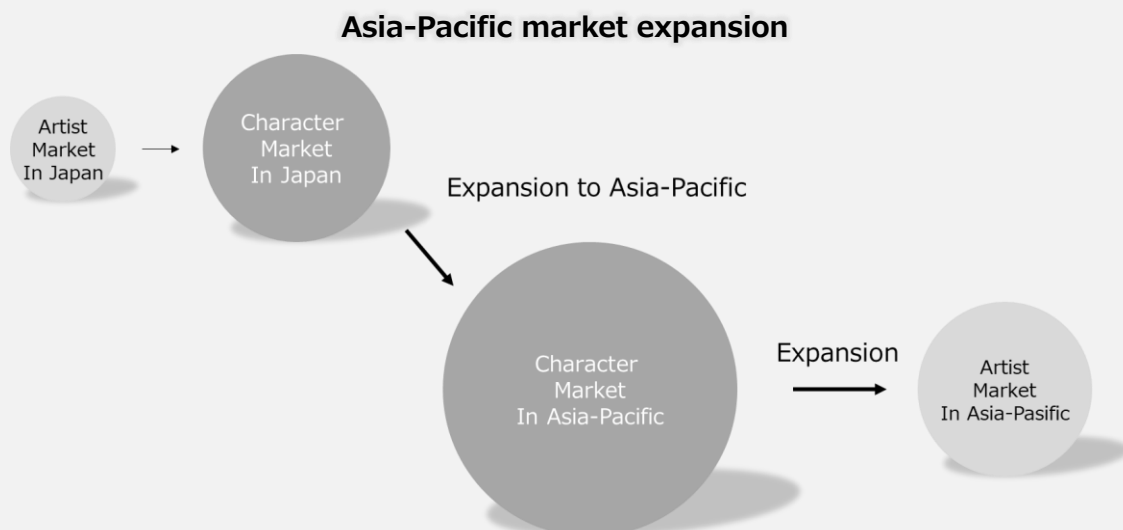 Asia-Pacific market expansion
Artist
Market
In Japan
Character
Market
In Japan
Expansion to Asia-Pacific
Character
Market
In Asia-Pacific
Expansion
Artist
Market
In Asia-Pasific